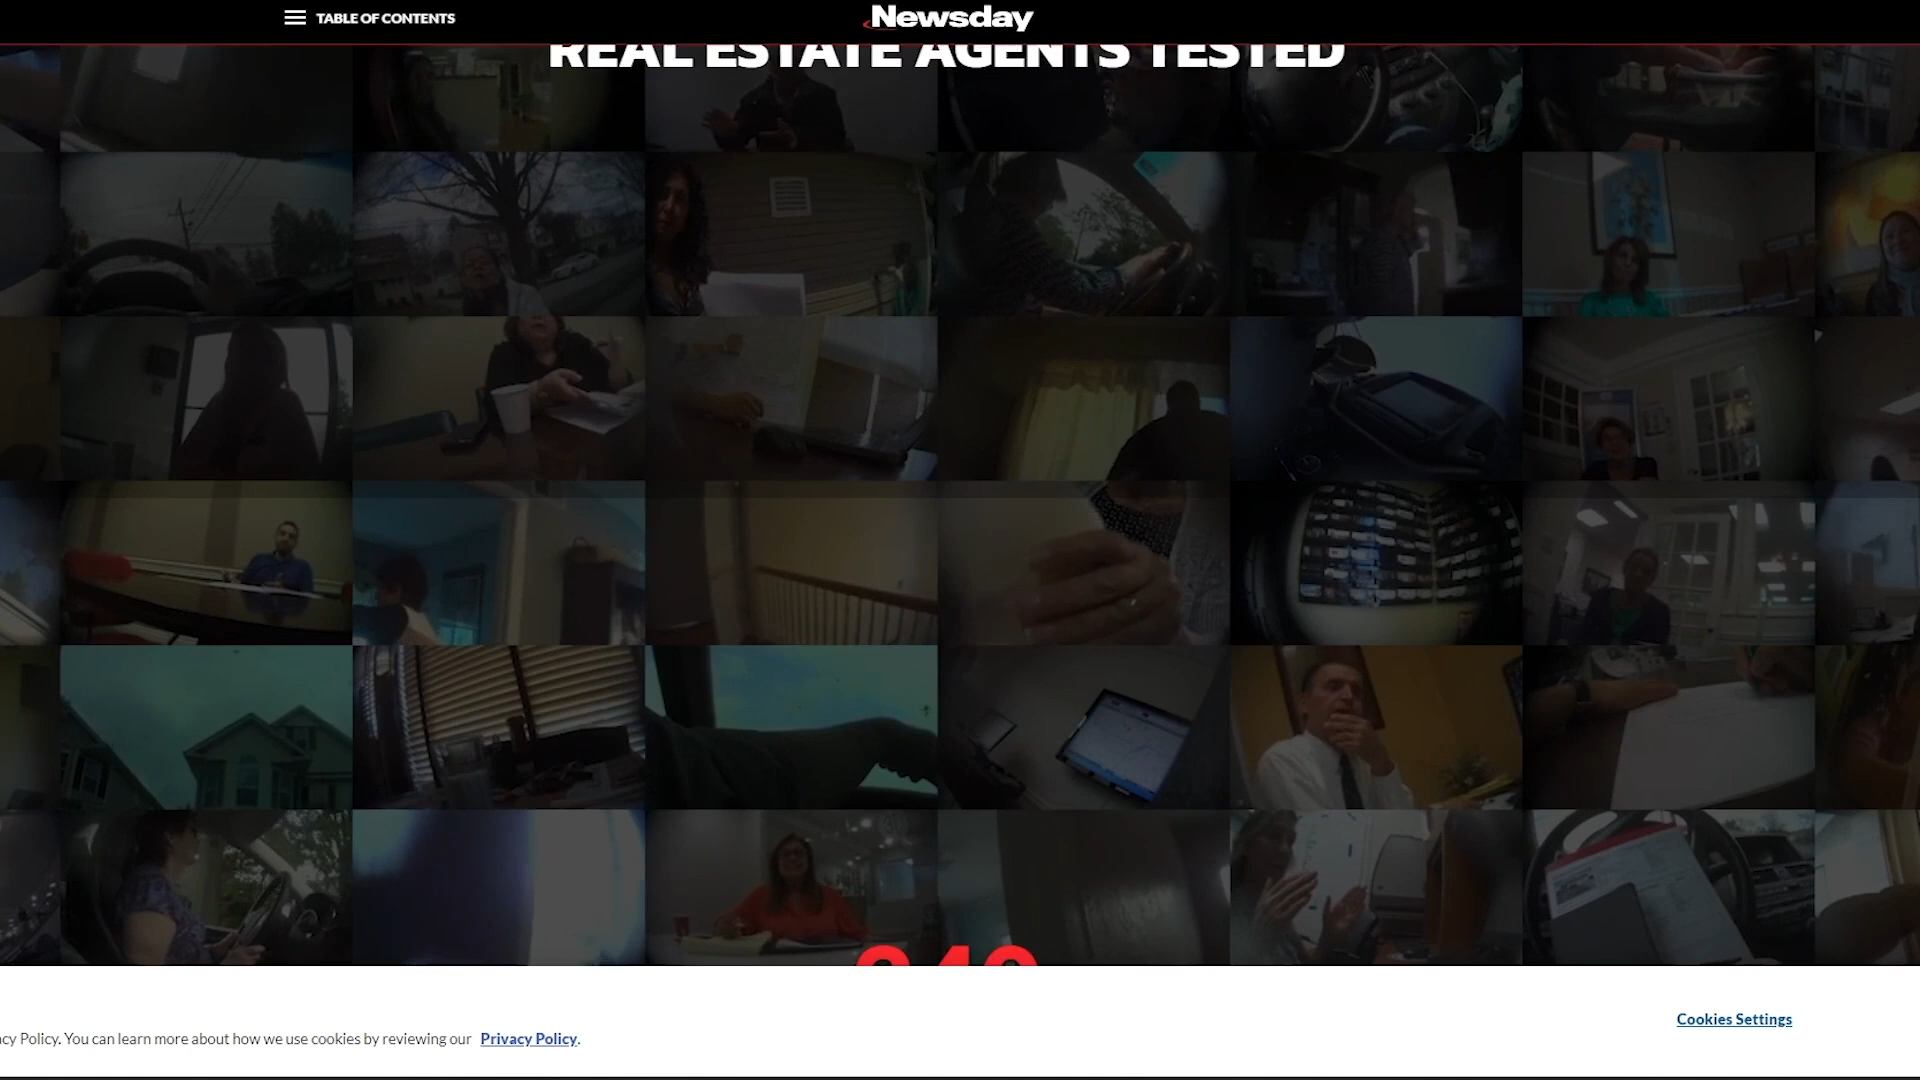 TABLE OF CONTENTS
Newsday
REAL ESTATE AGENTS TESTED
Cookies Settings
Policy. You can learn more about how we use cookies by reviewing our Privacy Policy.